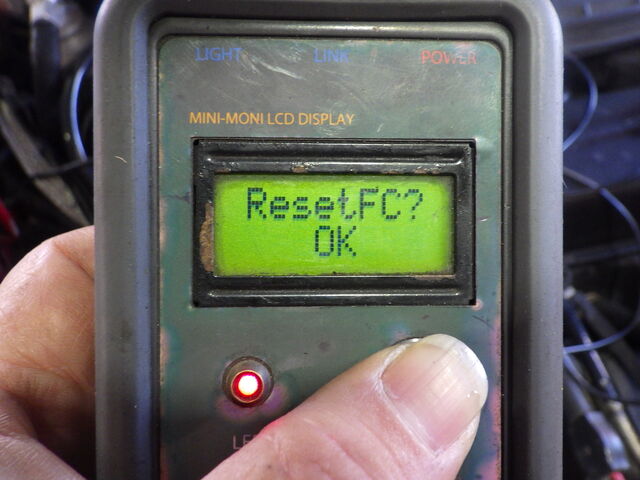 LIGHT LINK POWER
MINI-MONI LCD DISPLAY
ResetFC?
OK